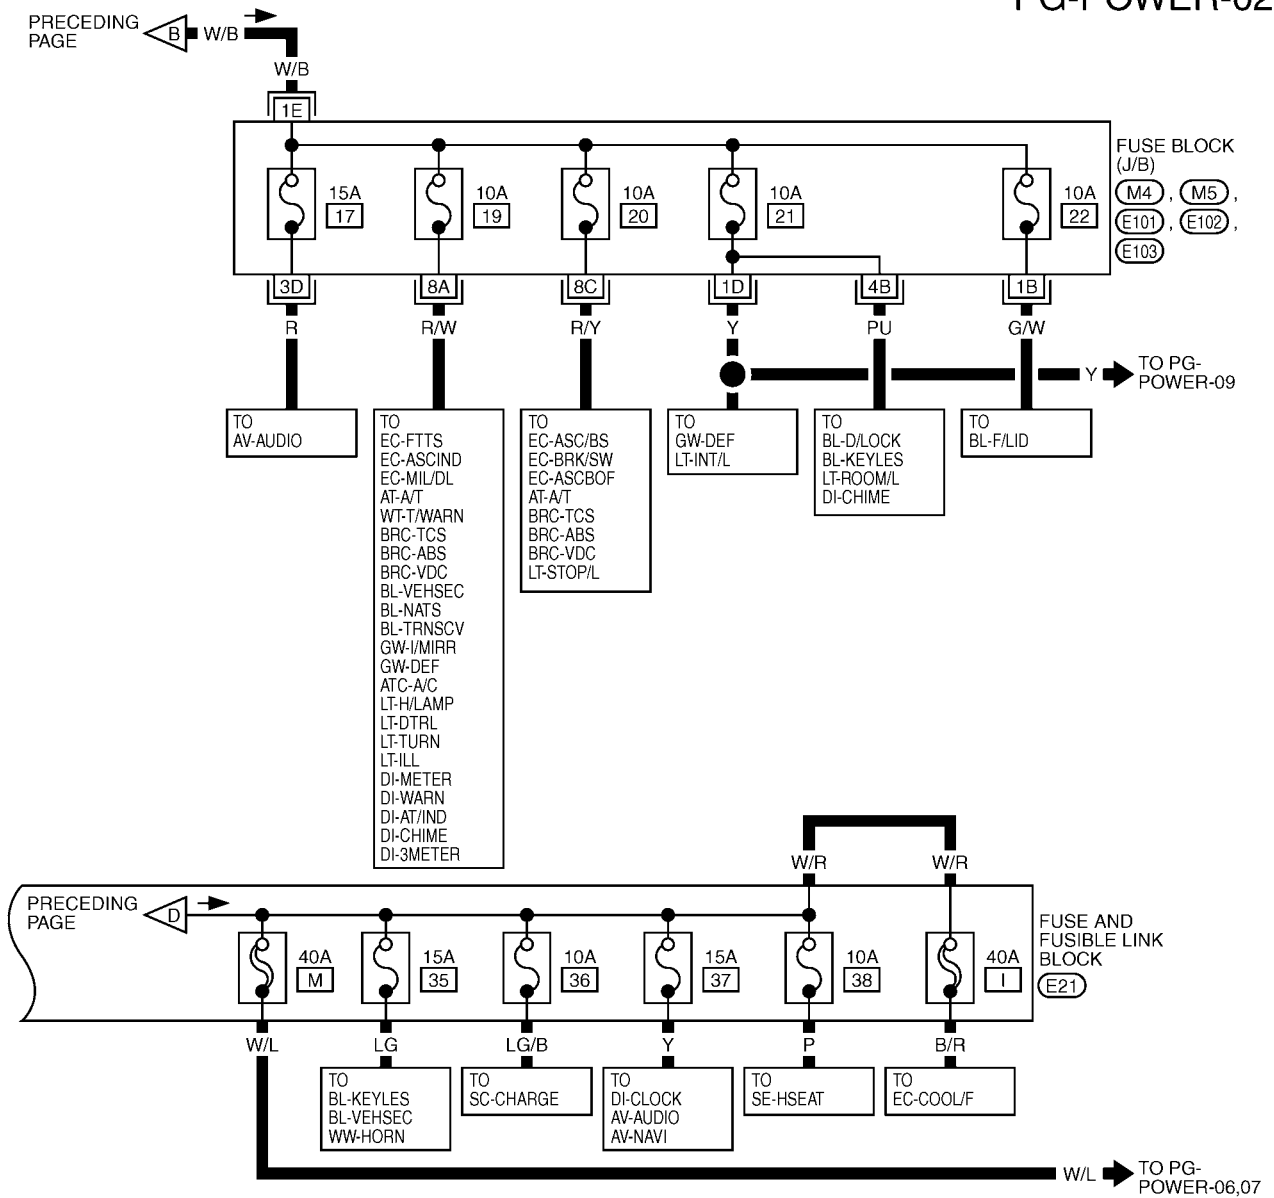 PG-POWER-02
PRECEDING
PAGE
B
W/B
W/B
1E
FUSE BLOCK
(J/B)
M4 , M5 ,
E101 , E102 ,
E103
15A
17
10A
19
10A
20
10A
21
10A
22
3D
8A
8C
1D
4B
1B
R
R/W
R/Y
Y
PU
G/W
Y
TO PG-
POWER-09
TO
AV-AUDIO
TO
EC-FTTS
EC-ASCIND
EC-MIL/DL
AT-A/T
WT-T/WARN
BRC-TCS
BRC-ABS
BRC-VDC
BL-VEHSEC
BL-NATS
BL-TRNSCV
GW-I/MIRR
GW-DEF
ATC-A/C
LT-H/LAMP
LT-DTRL
LT-TURN
LT-ILL
DI-METER
DI-WARN
DI-AT/IND
DI-CHIME
DI-3METER
TO
EC-ASC/BS
EC-BRK/SW
EC-ASCBOF
AT-A/T
BRC-TCS
BRC-ABS
BRC-VDC
LT-STOP/L
TO
GW-DEF
LT-INT/L
TO
BL-D/LOCK
BL-KEYLES
LT-ROOM/L
DI-CHIME
TO
BL-F/LID
W/R
W/R
PRECEDING
PAGE
D
FUSE AND
FUSIBLE LINK
BLOCK
E21
40A
M
15A
35
10A
36
15A
37
10A
38
40A
I
W/L
LG
LG/B
Y
P
B/R
TO
BL-KEYLES
BL-VEHSEC
WW-HORN
TO
SC-CHARGE
TO
DI-CLOCK
AV-AUDIO
AV-NAVI
TO
SE-HSEAT
TO
EC-COOL/F
W/L
TO PG-
POWER-06,07